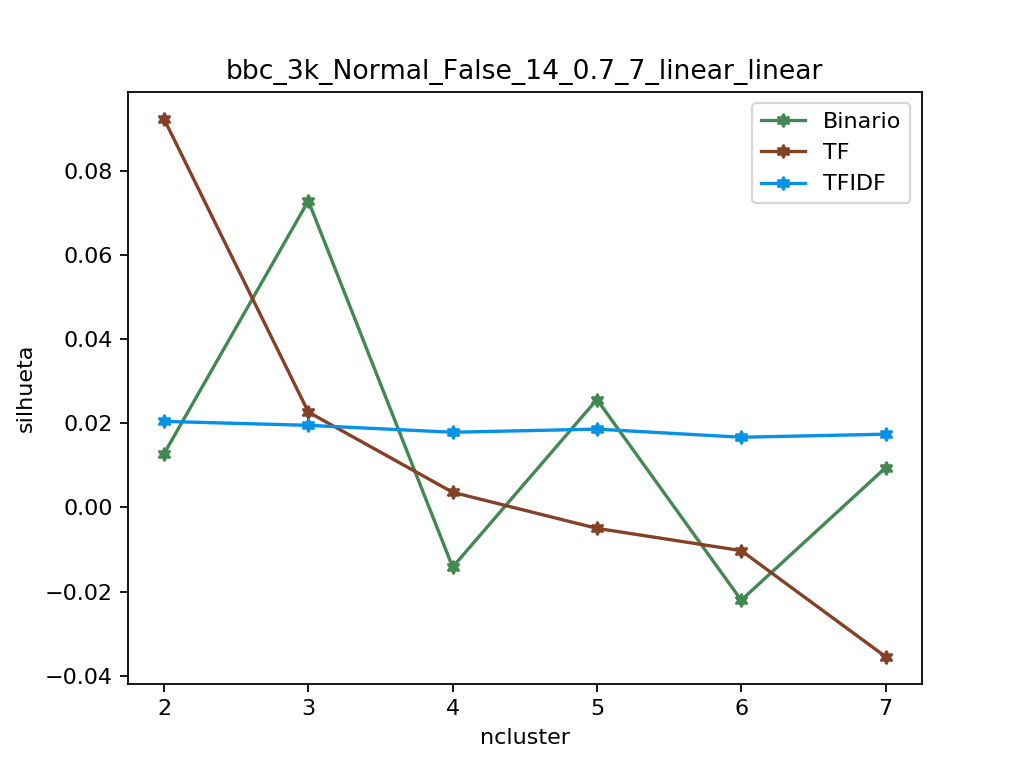 bbc_3k_Normal_False_14_0.7_7_linear_linear
Binario
TF
TFIDF
0.08
0.06
0.04
0.02
0.00
−0.02
−0.04
silhueta
2 3 4 5 6 7
ncluster